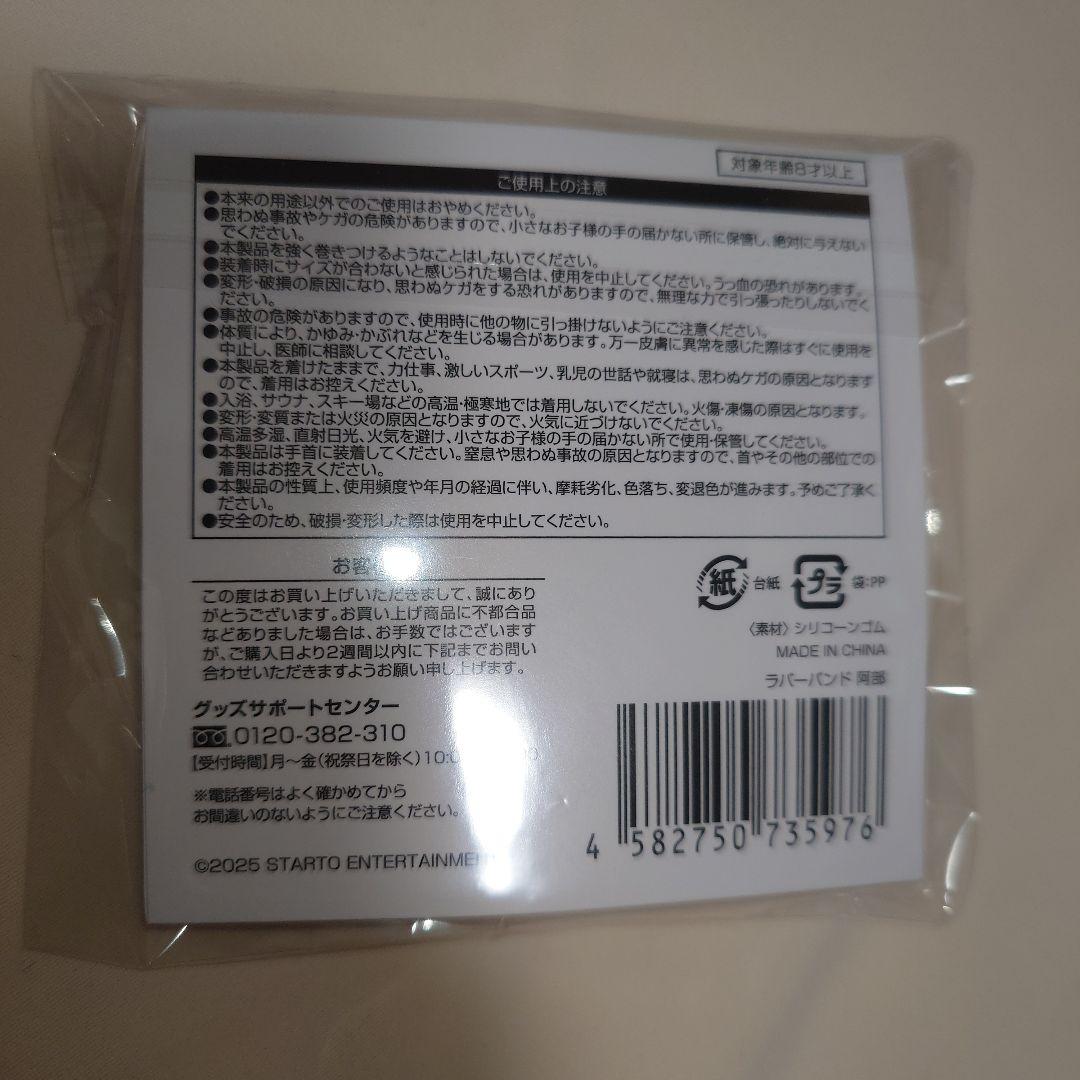 対象年齢8才以上
ご使用上の注意
●本来の用途以外でのご使用はおやめください。
●思わぬ事故やケガの危険がありますので、小さなお子様の手の届かない所に保管し、絶対に与えない
でください。
●本製品を強く巻きつけるようなことはしないでください。
●装着時にサイズが合わないと感じられた場合は、使用を中止してください。うっ血の恐れがあります。
●変形・破損の原因になり、思わぬケガをする恐れがありますので、無理な力で引っ張ったりしないでく
ださい。
●事故の危険がありますので、使用時に他の物に引っ掛けないようにご注意ください。
●体質により、かゆみ・かぶれなどを生じる場合があります。万一皮膚に異常を感じた際はすぐに使用を
中止し、医師に相談してください。
●本製品を着けたままで、力仕事、激しいスポーツ、乳児の世話や就寝は、思わぬケガの原因となります
ので、着用はお控えください。
●入浴、サウナ、スキー場などの高温・極寒地では着用しないでください。火傷・凍傷の原因となります。
●変形・変質または火災の原因となりますので、火気に近づけないでください。
●高温多湿、直射日光、火気を避け、小さなお子様の手の届かない所で使用・保管してください。
●本製品は手首に装着してください。窒息や思わぬ事故の原因となりますので、首やその他の部位での
着用はお控えください。
●本製品の性質上、使用頻度や年月の経過に伴い、摩耗劣化、色落ち、変退色が進みます。予めご了承く
ださい。
●安全のため、破損・変形した際は使用を中止してください。
お客
この度はお買い上げいただきまして、誠にあり
がとうございます。お買い上げ商品に不都合品
などありました場合は、お手数ではございます
が、ご購入日より2週間以内に下記までお問い
合わせいただきますようお願い申し上げます。
グッズサポートセンター
0120-382-310
【受付時間】月～金(祝祭日を除く)10:0
※電話番号はよく確かめてから
お間違いのないようにご注意ください。
©2025 STARTO ENTERTAINME
紙 台紙 プラ 袋:PP
〈素材〉シリコーンゴム
MADE IN CHINA
ラバーバンド 阿部
4 582750 735976